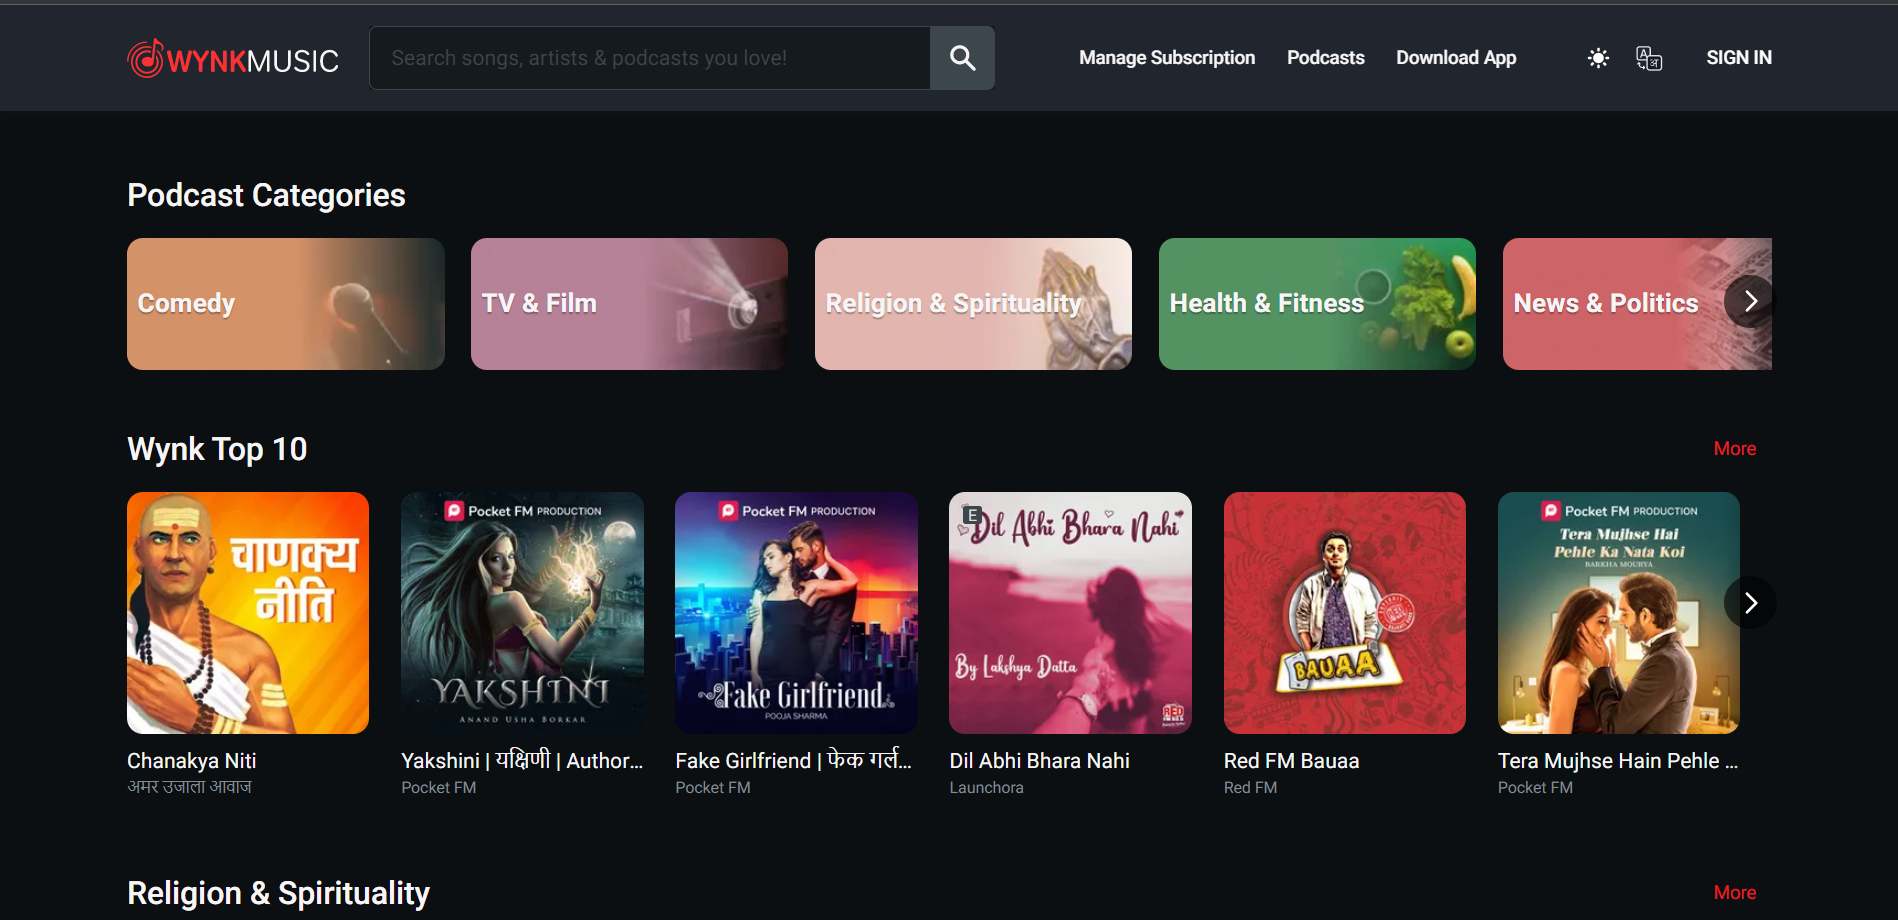 WYNKMUSIC
Search songs, artists & podcasts you love!
Manage Subscription
Podcasts
Download App
A
अ
SIGN IN
Podcast Categories
Comedy
TV & Film
Religion & Spirituality
Health & Fitness
News & Politics
Wynk Top 10
More
चाणक्य
नीति
Chanakya Niti
अमर उजाला आवाज
Pocket FM PRODUCTION
YAKSHINI
ANAND USHA BORKAR
Yakshini | यक्षिणी | Author...
Pocket FM
Pocket FM PRODUCTION
Fake Girlfriend
POOJA SHARMA
Fake Girlfriend | फेक गर्ल...
Pocket FM
E
Dil Abhi Bhara Nahi
By Lakshya Datta
RED
FM 93.5
Dil Abhi Bhara Nahi
Launchora
BAUAA
Red FM Bauaa
Red FM
Pocket FM PRODUCTION
Tera Mujhse Hai
Pehle Ka Nata Koi
BARKHA MOURYA
Tera Mujhse Hain Pehle ...
Pocket FM
Religion & Spirituality
More